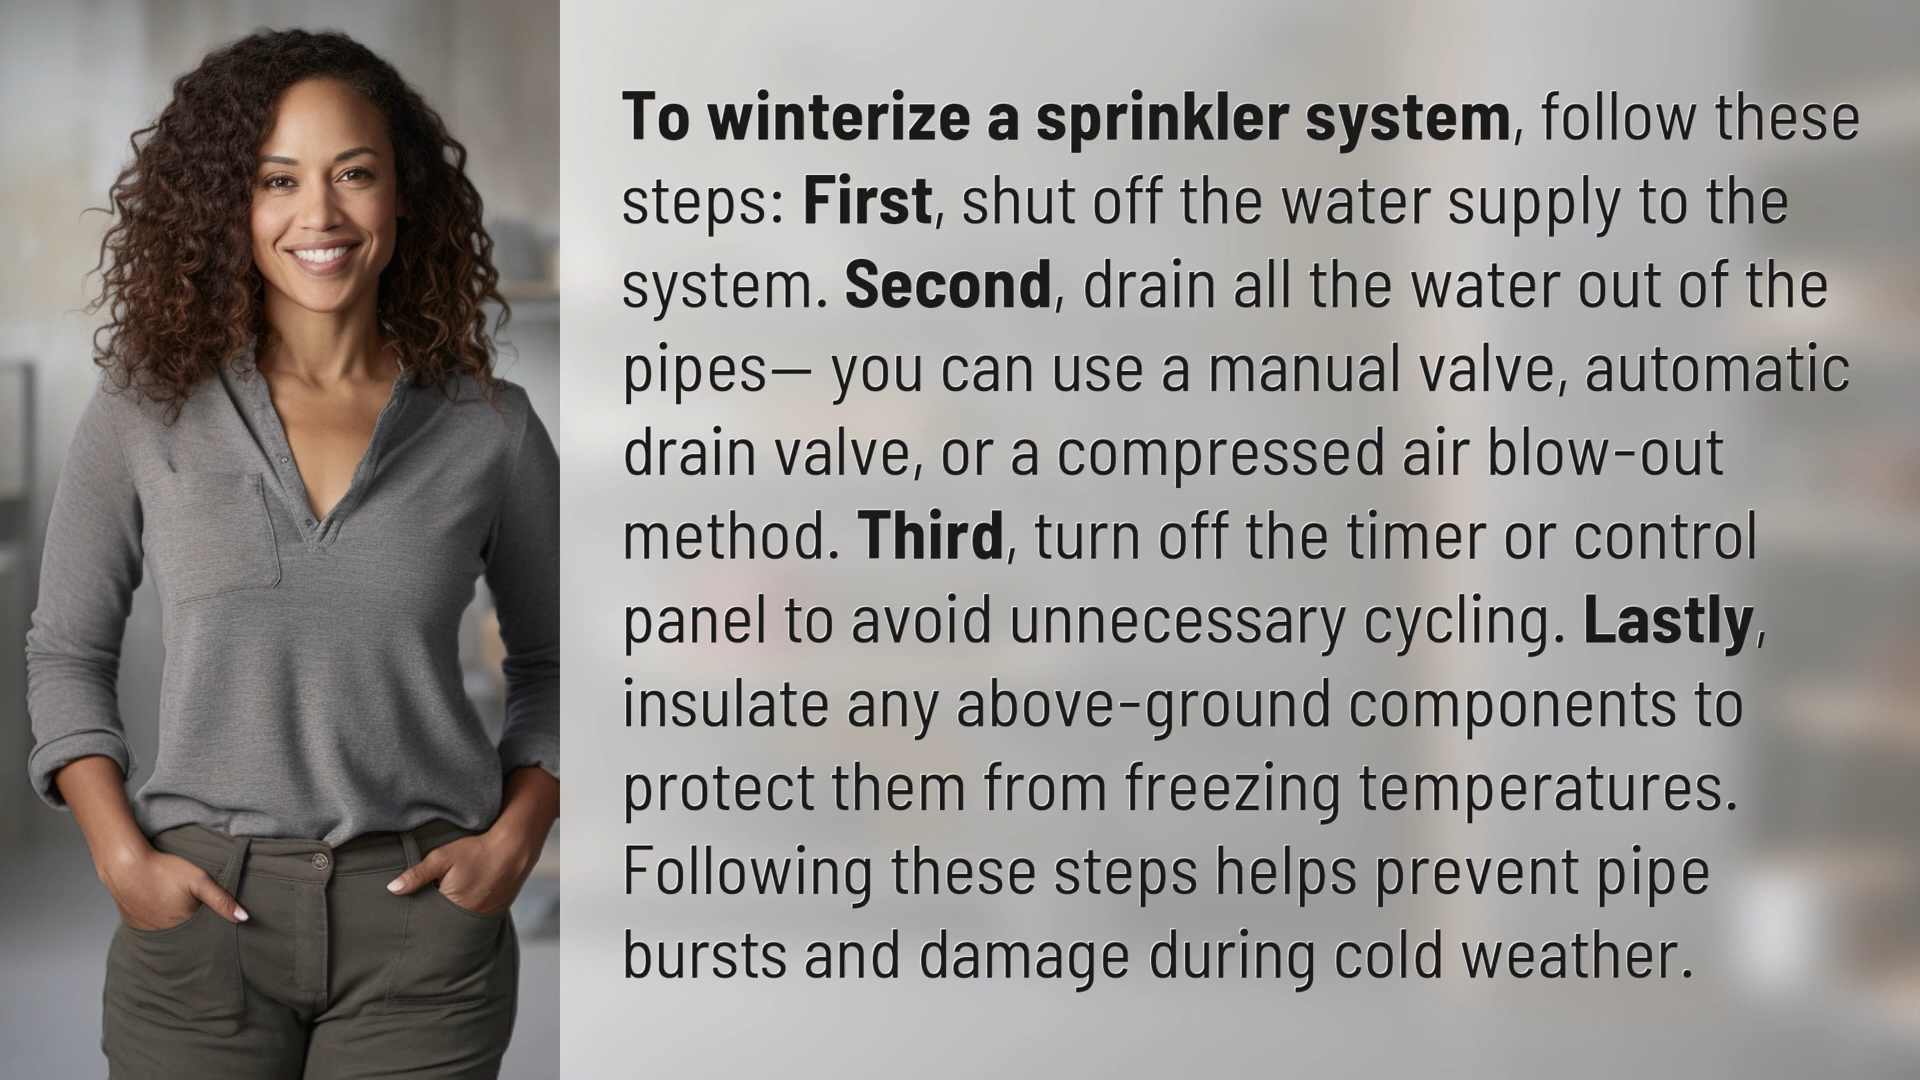 To winterize a sprinkler system, follow these
steps: First, shut off the water supply to the
system. Second, drain all the water out of the
pipes— you can use a manual valve, automatic
drain valve, or a compressed air blow-out
method. Third, turn off the timer or control
panel to avoid unnecessary cycling. Lastly,
insulate any above-ground components to
protect them from freezing temperatures.
Following these steps helps prevent pipe
bursts and damage during cold weather.